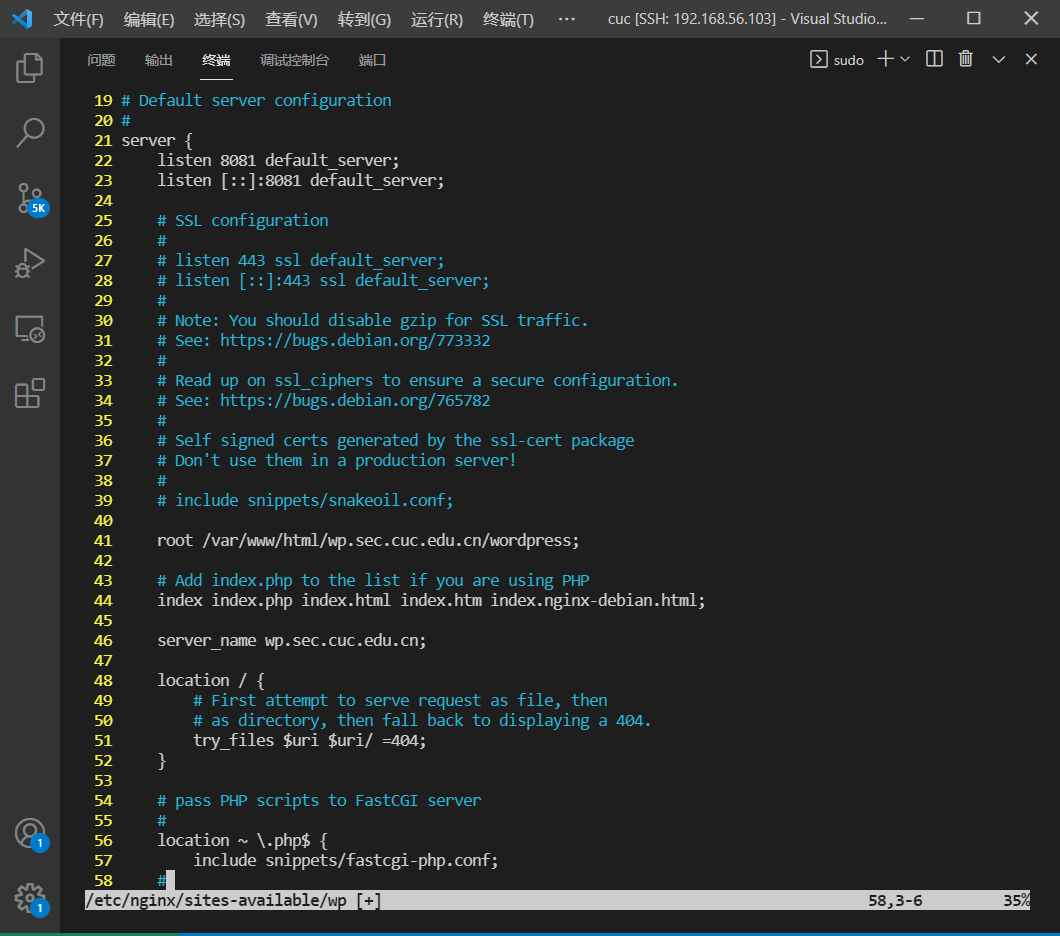 文件(F) 编辑(E) 选择(S) 查看(V) 转到(G) 运行(R) 终端(T) ··· cuc [SSH: 192.168.56.103] - Visual Studio...
问题 输出 终端 调试控制台 端口 sudo
5K
1
1
19 # Default server configuration
20 #
21 server {
22     listen 8081 default_server;
23     listen [::]:8081 default_server;
24
25     # SSL configuration
26     #
27     # listen 443 ssl default_server;
28     # listen [::]:443 ssl default_server;
29     #
30     # Note: You should disable gzip for SSL traffic.
31     # See: https://bugs.debian.org/773332
32     #
33     # Read up on ssl_ciphers to ensure a secure configuration.
34     # See: https://bugs.debian.org/765782
35     #
36     # Self signed certs generated by the ssl-cert package
37     # Don't use them in a production server!
38     #
39     # include snippets/snakeoil.conf;
40
41     root /var/www/html/wp.sec.cuc.edu.cn/wordpress;
42
43     # Add index.php to the list if you are using PHP
44     index index.php index.html index.htm index.nginx-debian.html;
45
46     server_name wp.sec.cuc.edu.cn;
47
48     location / {
49         # First attempt to serve request as file, then
50         # as directory, then fall back to displaying a 404.
51         try_files $uri $uri/ =404;
52     }
53
54     # pass PHP scripts to FastCGI server
55     #
56     location ~ \.php$ {
57         include snippets/fastcgi-php.conf;
58     #
/etc/nginx/sites-available/wp [+] 58,3-6 35%